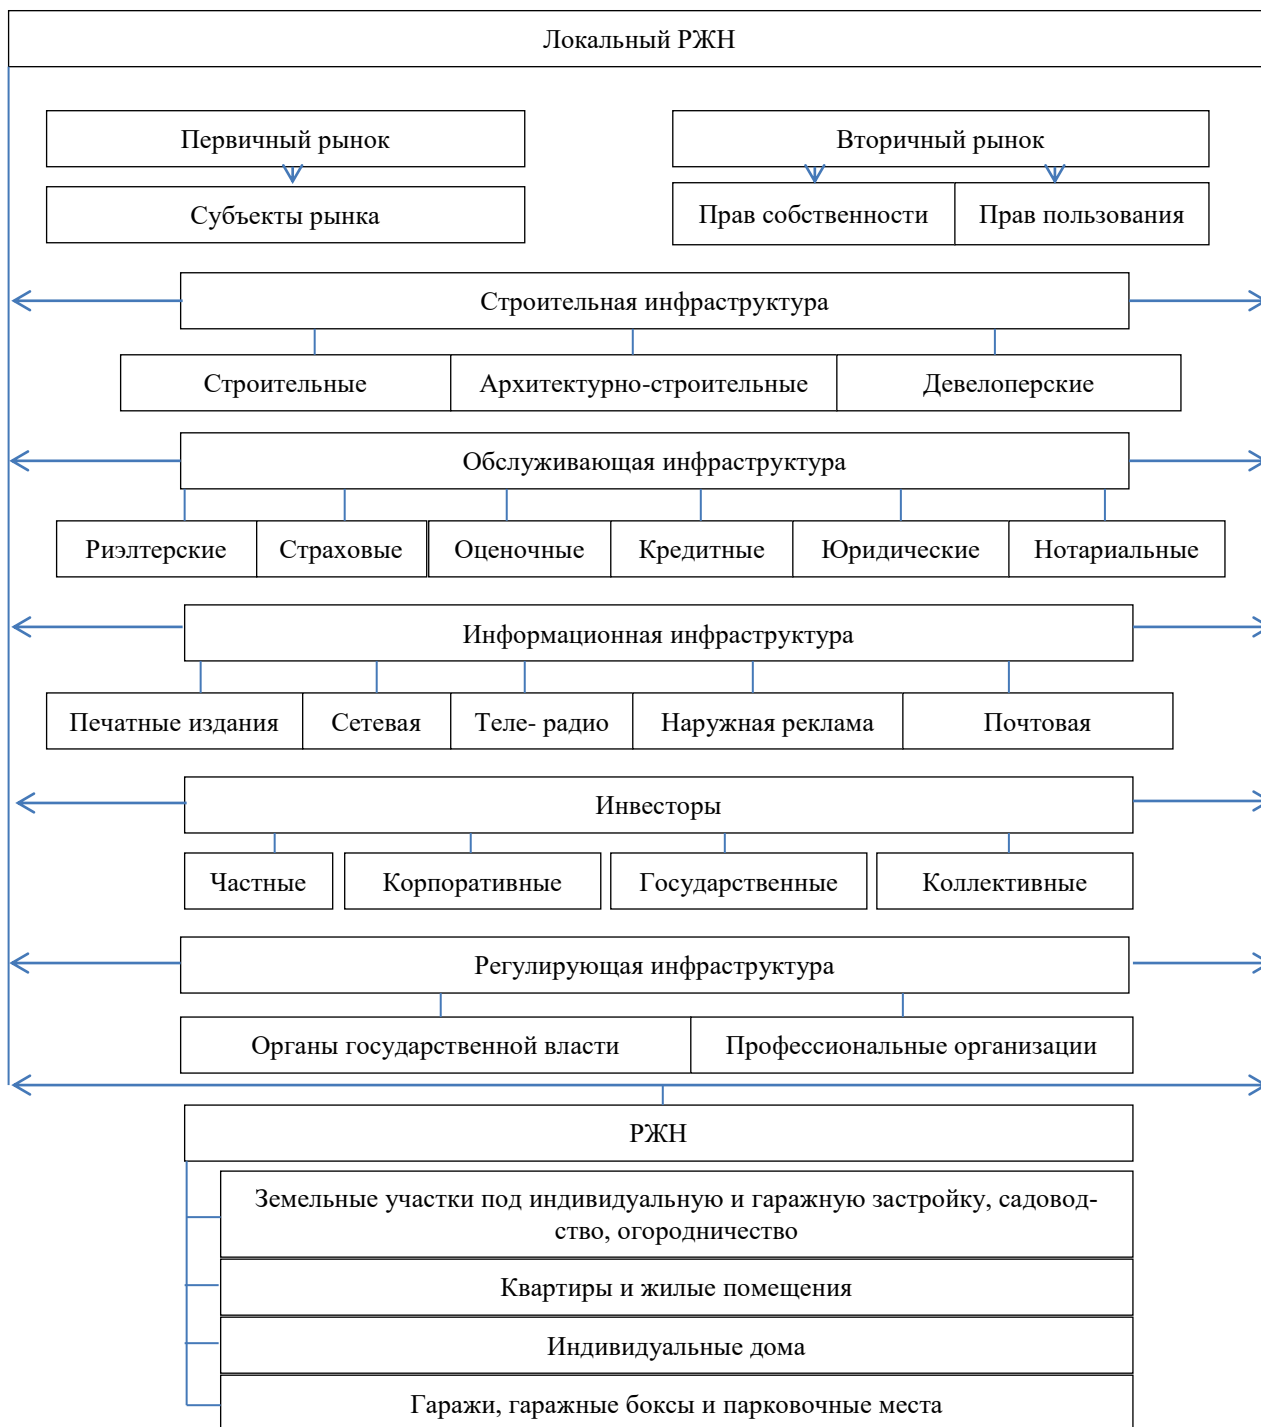 Локальный РЖН
Первичный рынок
Вторичный рынок
Субъекты рынка
Прав собственности
Прав пользования
Строительная инфраструктура
Строительные
Архитектурно-строительные
Девелоперские
Обслуживающая инфраструктура
Риэлтерские
Страховые
Оценочные
Кредитные
Юридические
Нотариальные
Информационная инфраструктура
Печатные издания
Сетевая
Теле- радио
Наружная реклама
Почтовая
Инвесторы
Частные
Корпоративные
Государственные
Коллективные
Регулирующая инфраструктура
Органы государственной власти
Профессиональные организации
РЖН
Земельные участки под индивидуальную и гаражную застройку, садовод-
ство, огородничество
Квартиры и жилые помещения
Индивидуальные дома
Гаражи, гаражные боксы и парковочные места